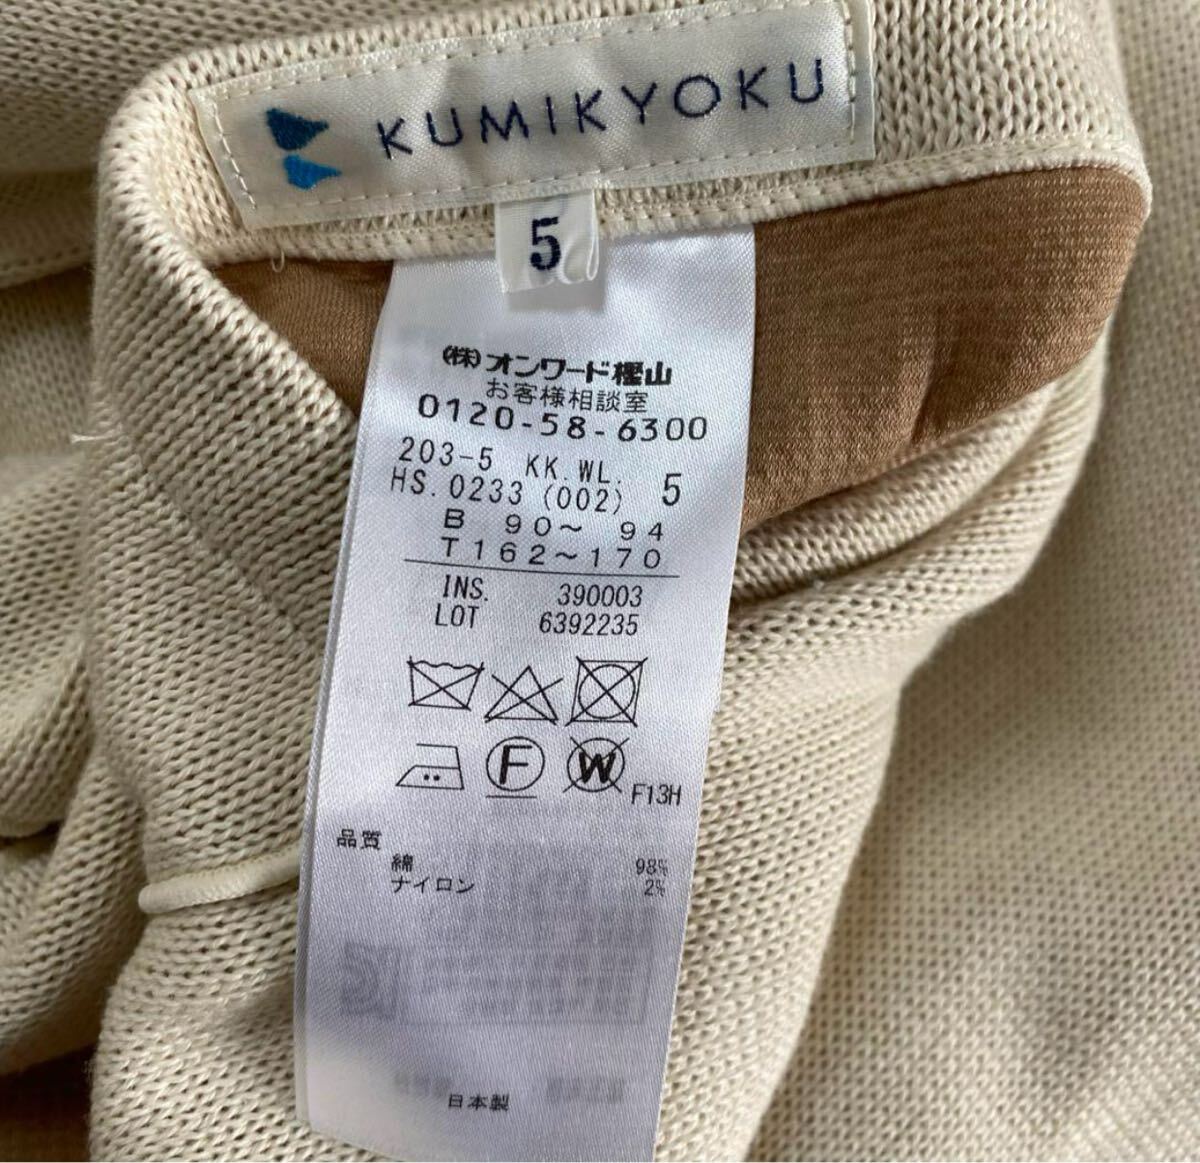 KUMIKYOKU
5
(株)オンワード樫山
お客様相談室
0120-58-6300
203-5 KK.WL. 5
HS.0233 (002)
B 90～ 94
T162～170
INS. 390003
LOT 6392235
F
W
F13H
品質
綿 98%
ナイロン 2%
日本製